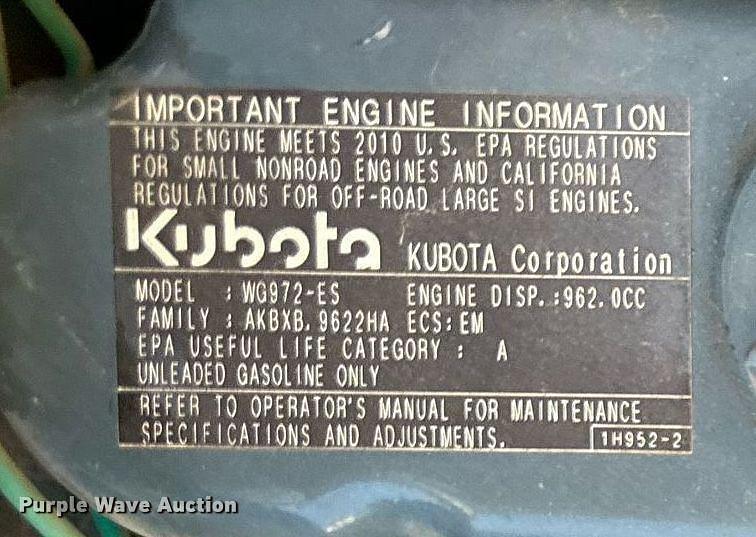 IMPORTANT ENGINE INFORMATION
THIS ENGINE MEETS 2010 U.S. EPA REGULATIONS
FOR SMALL NONROAD ENGINES AND CALIFORNIA
REGULATIONS FOR OFF-ROAD LARGE SI ENGINES.
Kubota KUBOTA Corporation
MODEL : WG972-ES ENGINE DISP.:962.0CC
FAMILY : AKBXB.9622HA ECS:EM
EPA USEFUL LIFE CATEGORY : A
UNLEADED GASOLINE ONLY
REFER TO OPERATOR'S MANUAL FOR MAINTENANCE
SPECIFICATIONS AND ADJUSTMENTS. 1H952-2
Purple Wave Auction